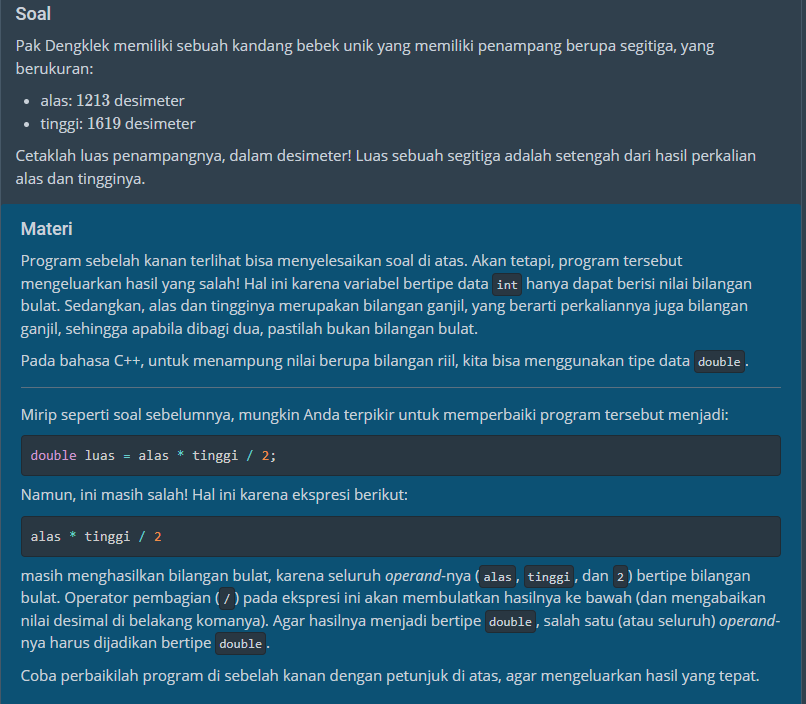 Soal
Pak Dengklek memiliki sebuah kandang bebek unik yang memiliki penampang berupa segitiga, yang
berukuran:
• alas: 1213 desimeter
• tinggi: 1619 desimeter
Cetaklah luas penampangnya, dalam desimeter! Luas sebuah segitiga adalah setengah dari hasil perkalian
alas dan tingginya.
Materi
Program sebelah kanan terlihat bisa menyelesaikan soal di atas. Akan tetapi, program tersebut
mengeluarkan hasil yang salah! Hal ini karena variabel bertipe data int hanya dapat berisi nilai bilangan
bulat. Sedangkan, alas dan tingginya merupakan bilangan ganjil, yang berarti perkaliannya juga bilangan
ganjil, sehingga apabila dibagi dua, pastilah bukan bilangan bulat.
Pada bahasa C++, untuk menampung nilai berupa bilangan riil, kita bisa menggunakan tipe data double.
Mirip seperti soal sebelumnya, mungkin Anda terpikir untuk memperbaiki program tersebut menjadi:
double luas = alas * tinggi / 2;
Namun, ini masih salah! Hal ini karena ekspresi berikut:
alas * tinggi / 2
masih menghasilkan bilangan bulat, karena seluruh operand-nya (alas, tinggi, dan 2) bertipe bilangan
bulat. Operator pembagian (/) pada ekspresi ini akan membulatkan hasilnya ke bawah (dan mengabaikan
nilai desimal di belakang komanya). Agar hasilnya menjadi bertipe double, salah satu (atau seluruh) operand-
nya harus dijadikan bertipe double.
Coba perbaikilah program di sebelah kanan dengan petunjuk di atas, agar mengeluarkan hasil yang tepat.